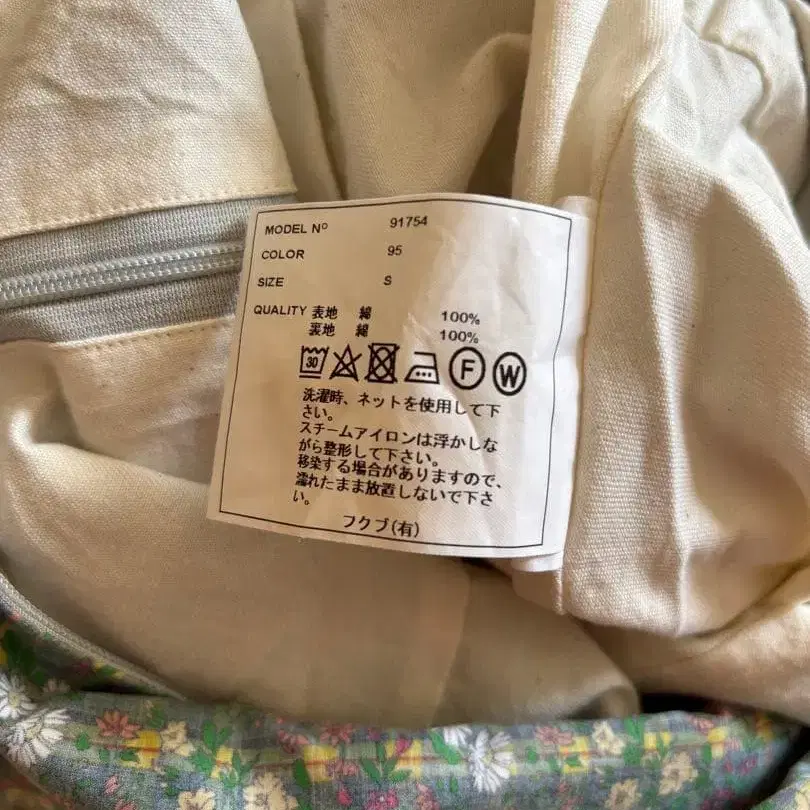 MODEL Nº 91754
COLOR 95
SIZE S
QUALITY 表地 綿 100%
裏地 綿 100%
30 F W
洗濯時、ネットを使用して下
さい。
スチームアイロンは浮かしな
がら整形して下さい。
移染する場合がありますので、
濡れたまま放置しないで下さ
い。
フクブ(有)